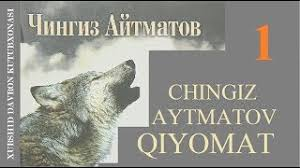 XURSHID DAVRON KUTUBXONASI
Чингиз Айтматов
1
CHINGIZ
AYTMATOV
QIYOMAT